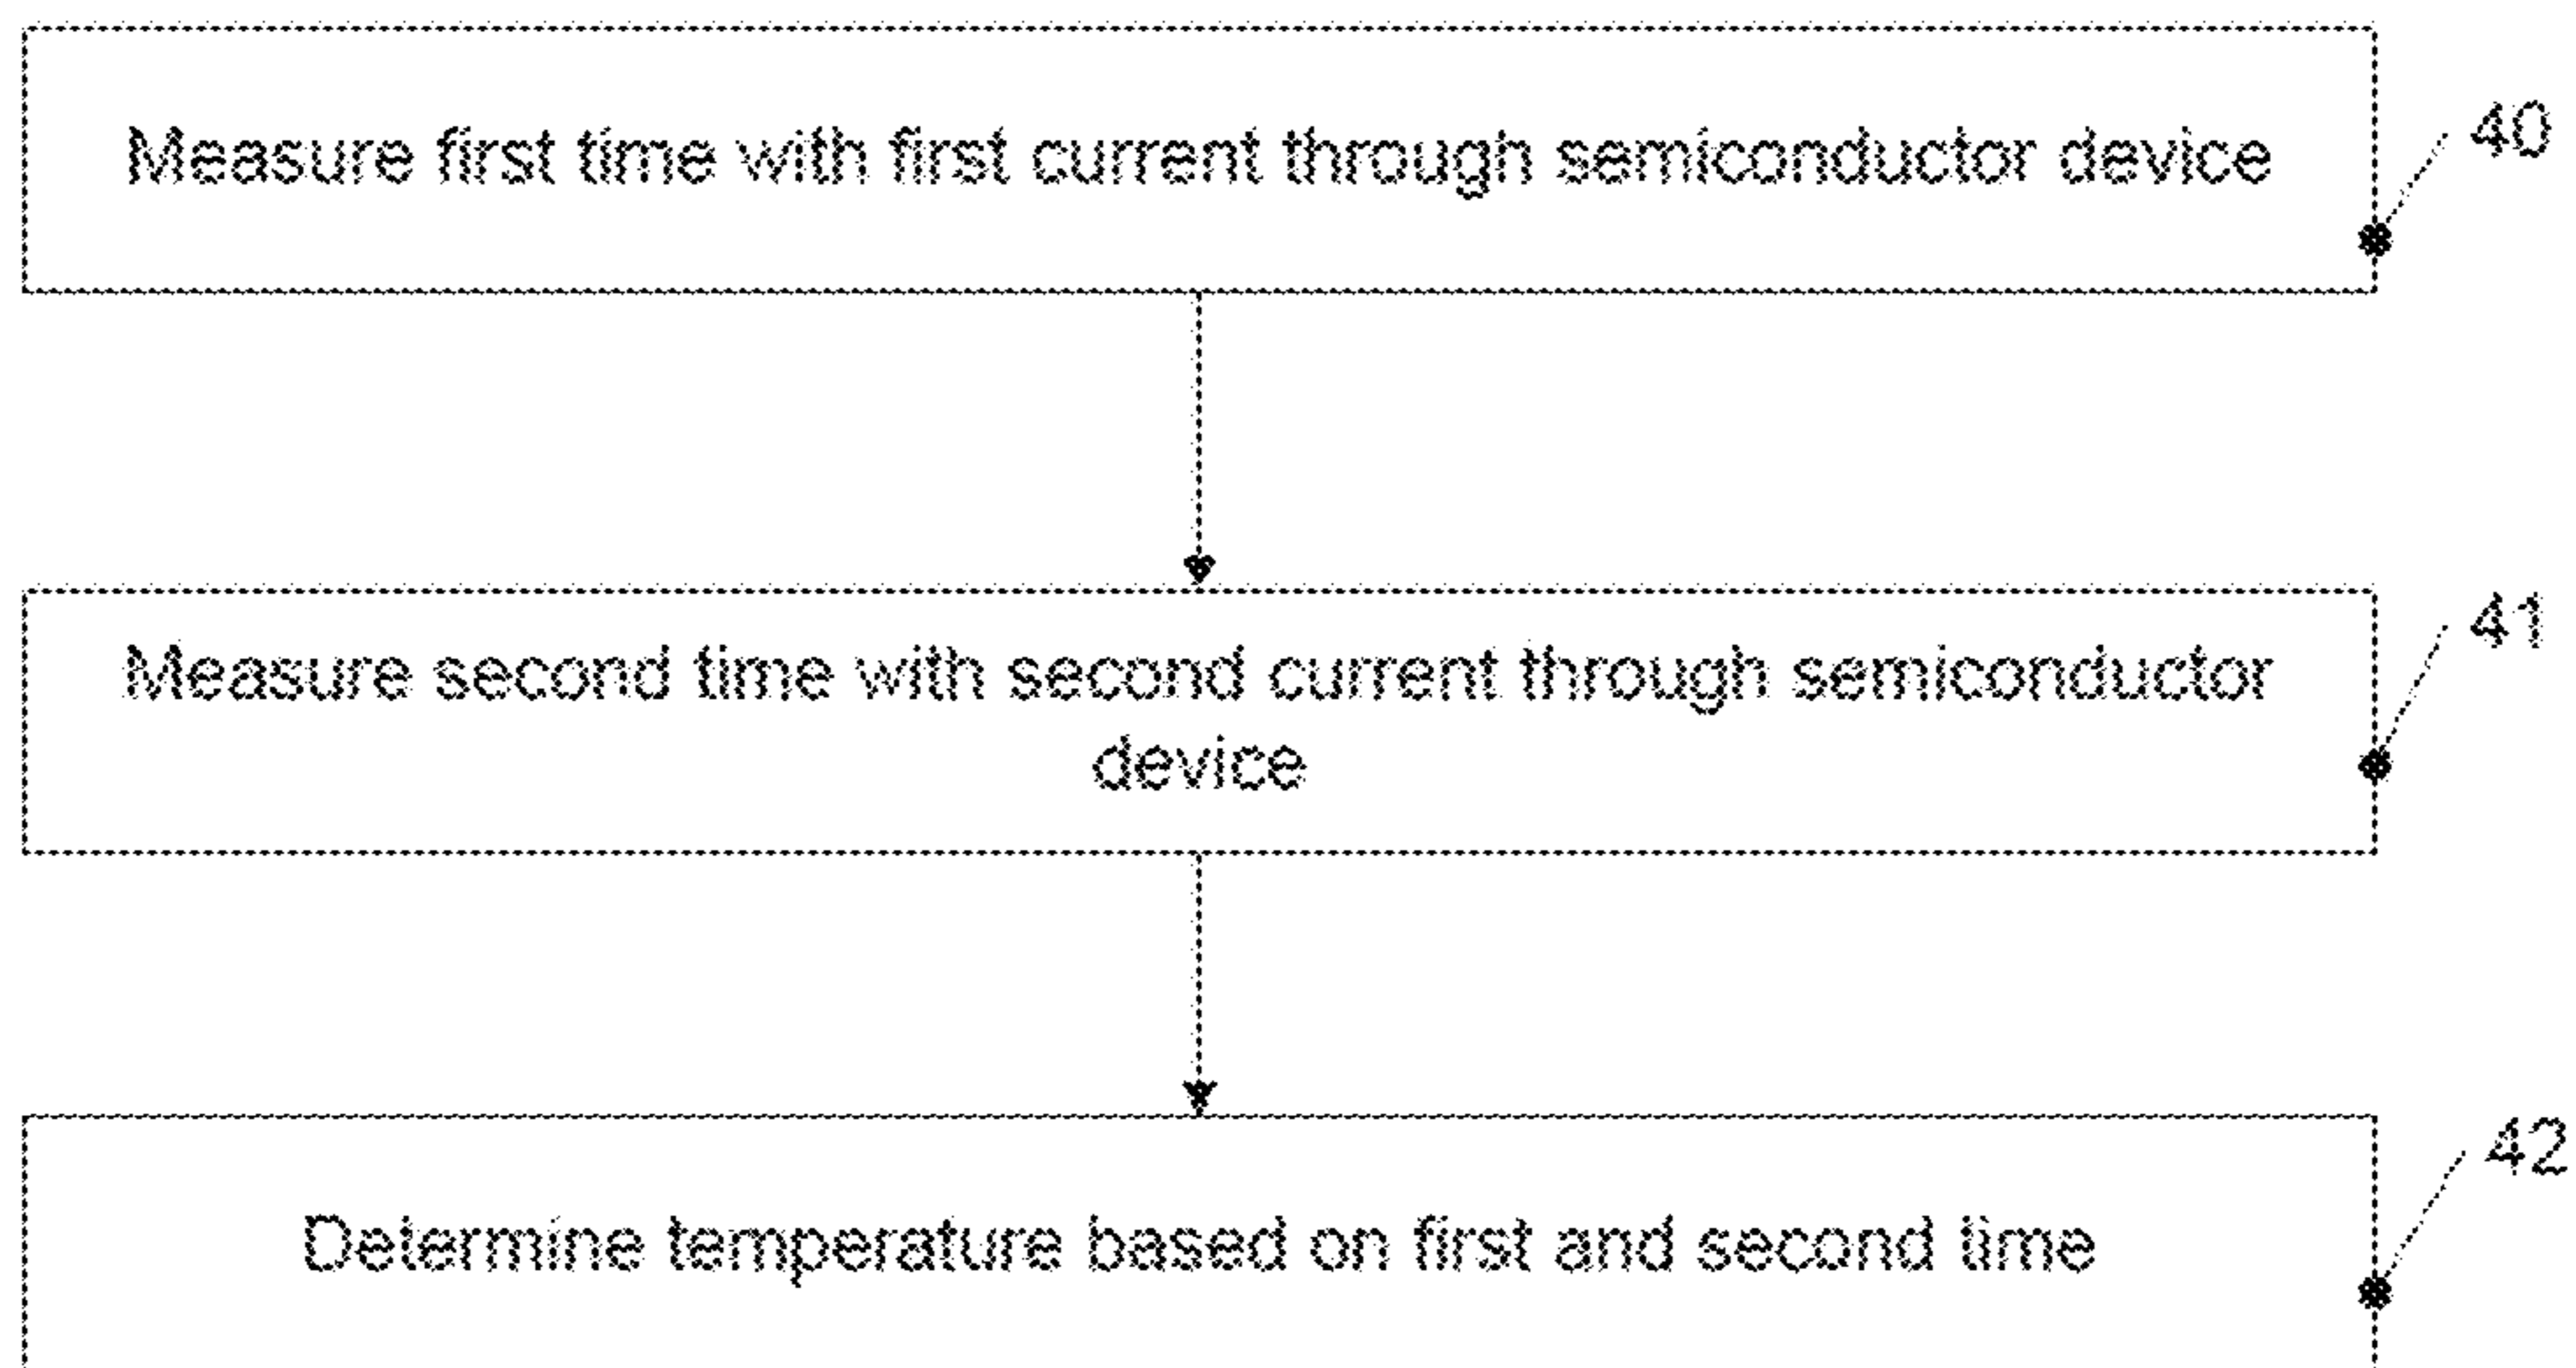 Measure first time with first current through semiconductor device
40
Measure second time with second current through semiconductor
device
41
Determine temperature based on first and second time
42